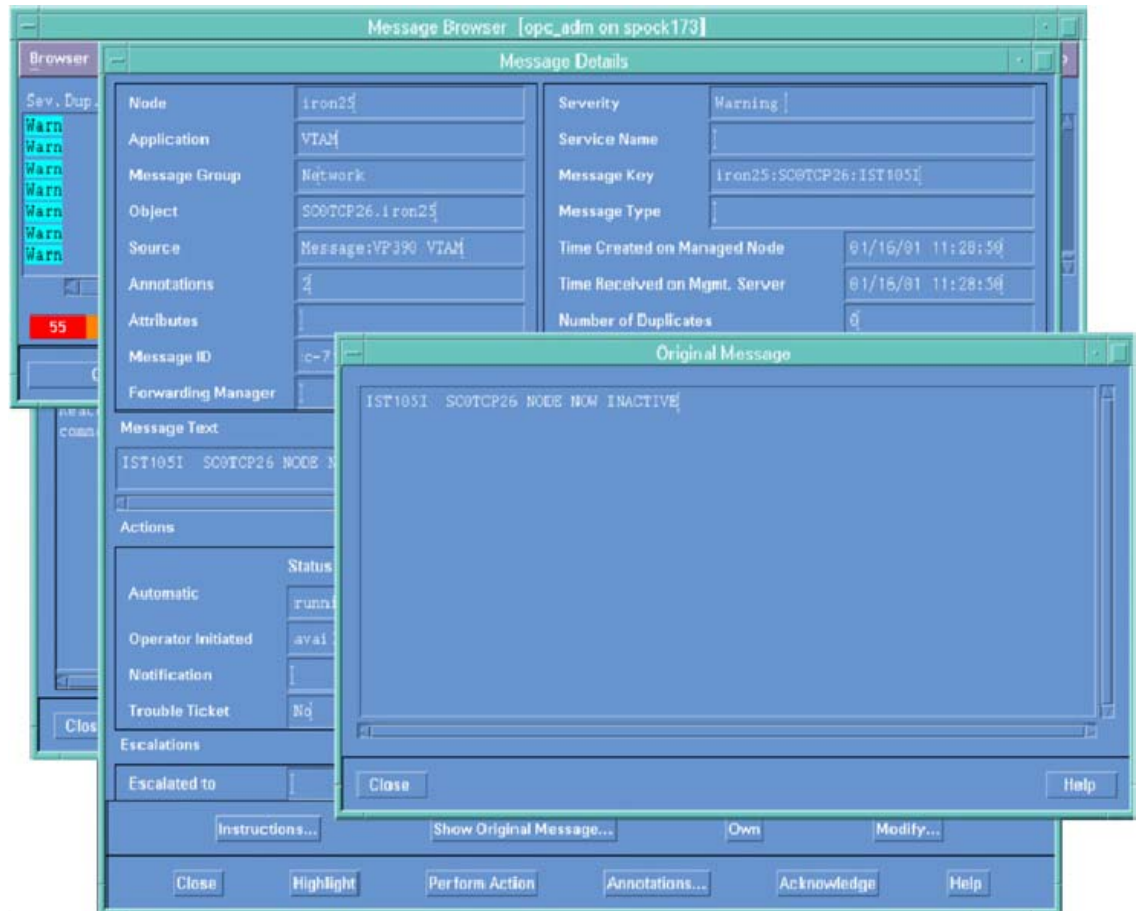 Message Browser [opc_adm on spock173]
Browser
Message Details
Sev. Dup.
Warn
Warn
Warn
Warn
Warn
Warn
Warn
55
Node iron25
Application VTAM
Message Group Network
Object SC0TCP26.iron25
Source Message:VP390 VTAM
Annotations 2
Attributes
Message ID
Forwarding Manager
Severity Warning
Service Name
Message Key iron25:SC0TCP26:IST105I
Message Type
Time Created on Managed Node 01/16/01 11:28:50
Time Received on Mgmt. Server 01/16/01 11:28:50
Number of Duplicates
Message Text
IST105I SC0TCP26 NODE N
Actions
Status
Automatic runni
Operator Initiated avai
Notification
Trouble Ticket No
Escalations
Escalated to
Original Message
IST105I SC0TCP26 NODE NOW INACTIVE
Close
Help
Clos
Instructions...
Show Original Message...
Own
Modify...
Close
Highlight
Perform Action
Annotations...
Acknowledge
Help